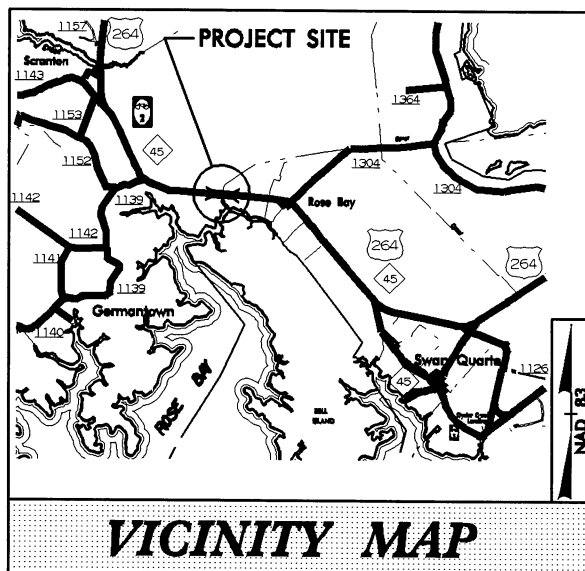 1157
264
PROJECT SITE
Scranton
1143
1153
2
45
1364
1152
1304
1304
1142
1139
Rose Bay
1142
264
45
264
1141
1139
Germantown
1140
Swan Quarter
1126
45
ROSE BAY
BELL
ISLAND
NAD 83
VICINITY MAP